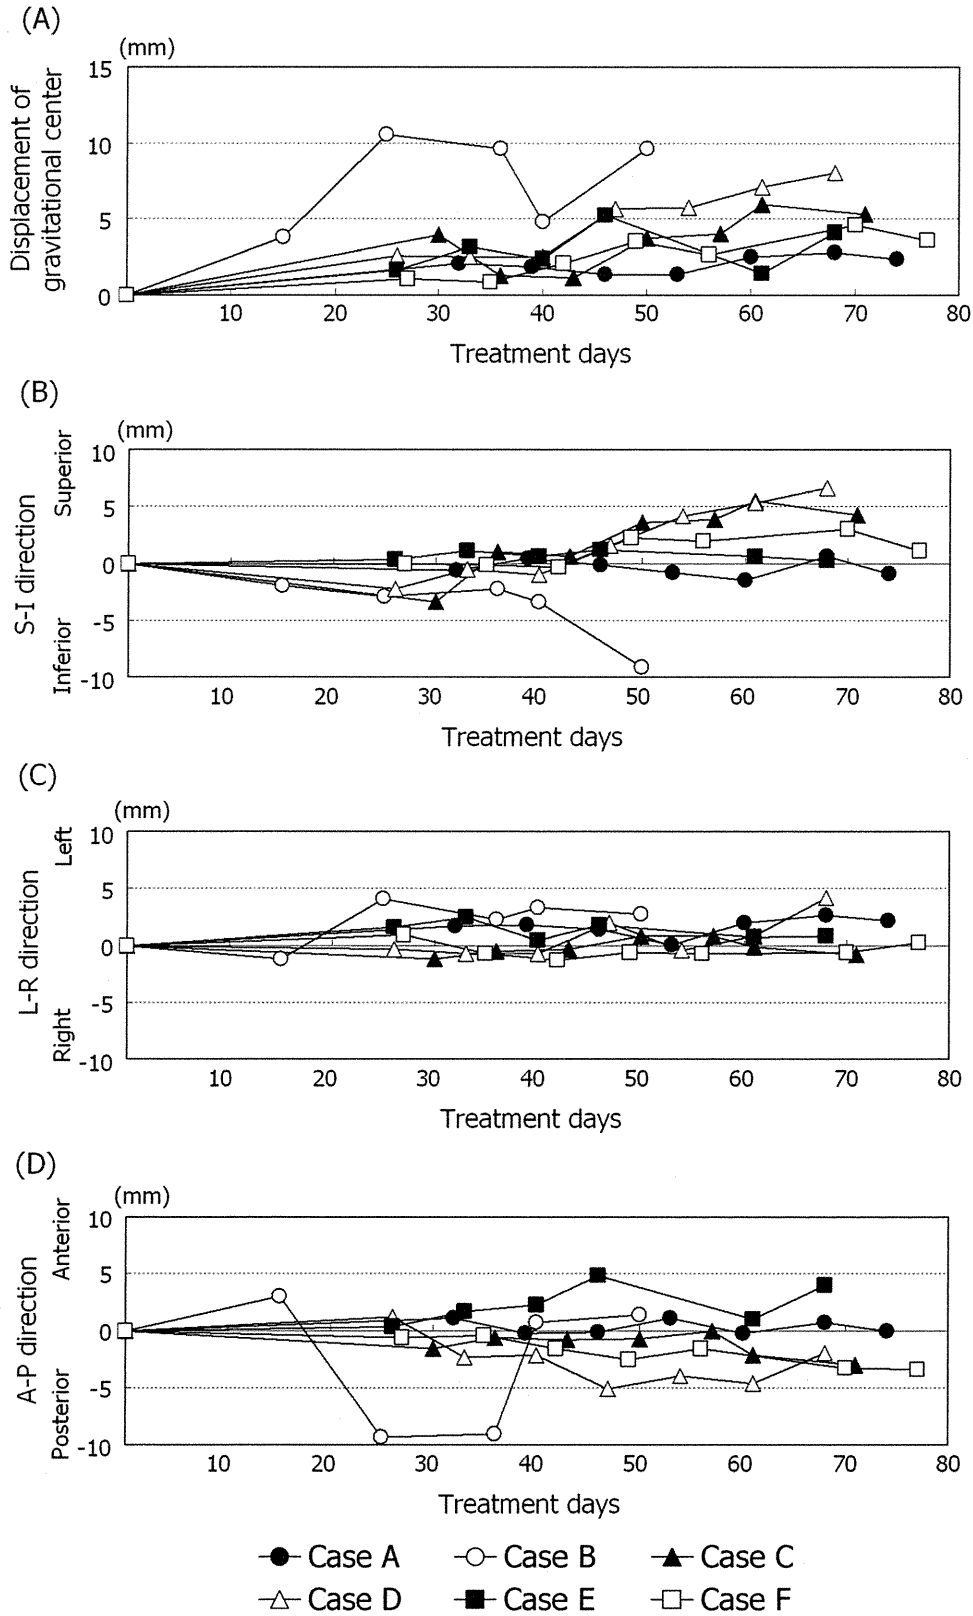 (A)
(mm)
Displacement of
gravitational center
15
10
5
0
10 20 30 40 50 60 70 80
Treatment days
(B)
(mm)
S-I direction
Superior
Inferior
10
5
0
-5
-10
10 20 30 40 50 60 70 80
Treatment days
(C)
(mm)
L-R direction
Left
Right
10
5
0
-5
-10
10 20 30 40 50 60 70 80
Treatment days
(D)
(mm)
A-P direction
Anterior
Posterior
10
5
0
-5
-10
10 20 30 40 50 60 70 80
Treatment days
Case A Case B Case C
Case D Case E Case F